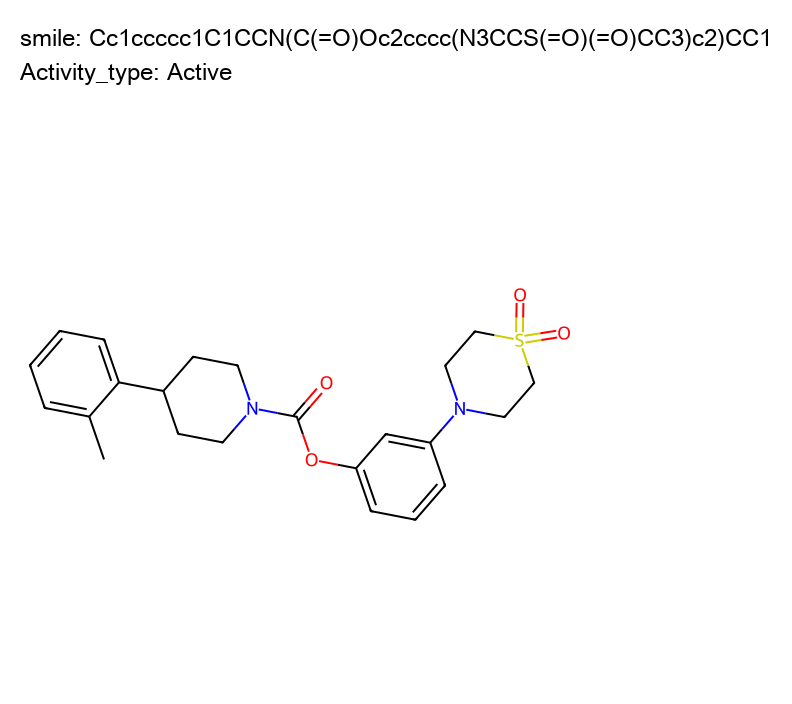 smile: Cc1ccccc1C1CCN(C(=O)Oc2cccc(N3CCS(=O)(=O)CC3)c2)CC1
Activity_type: Active
O
O
S
O
N
N
O